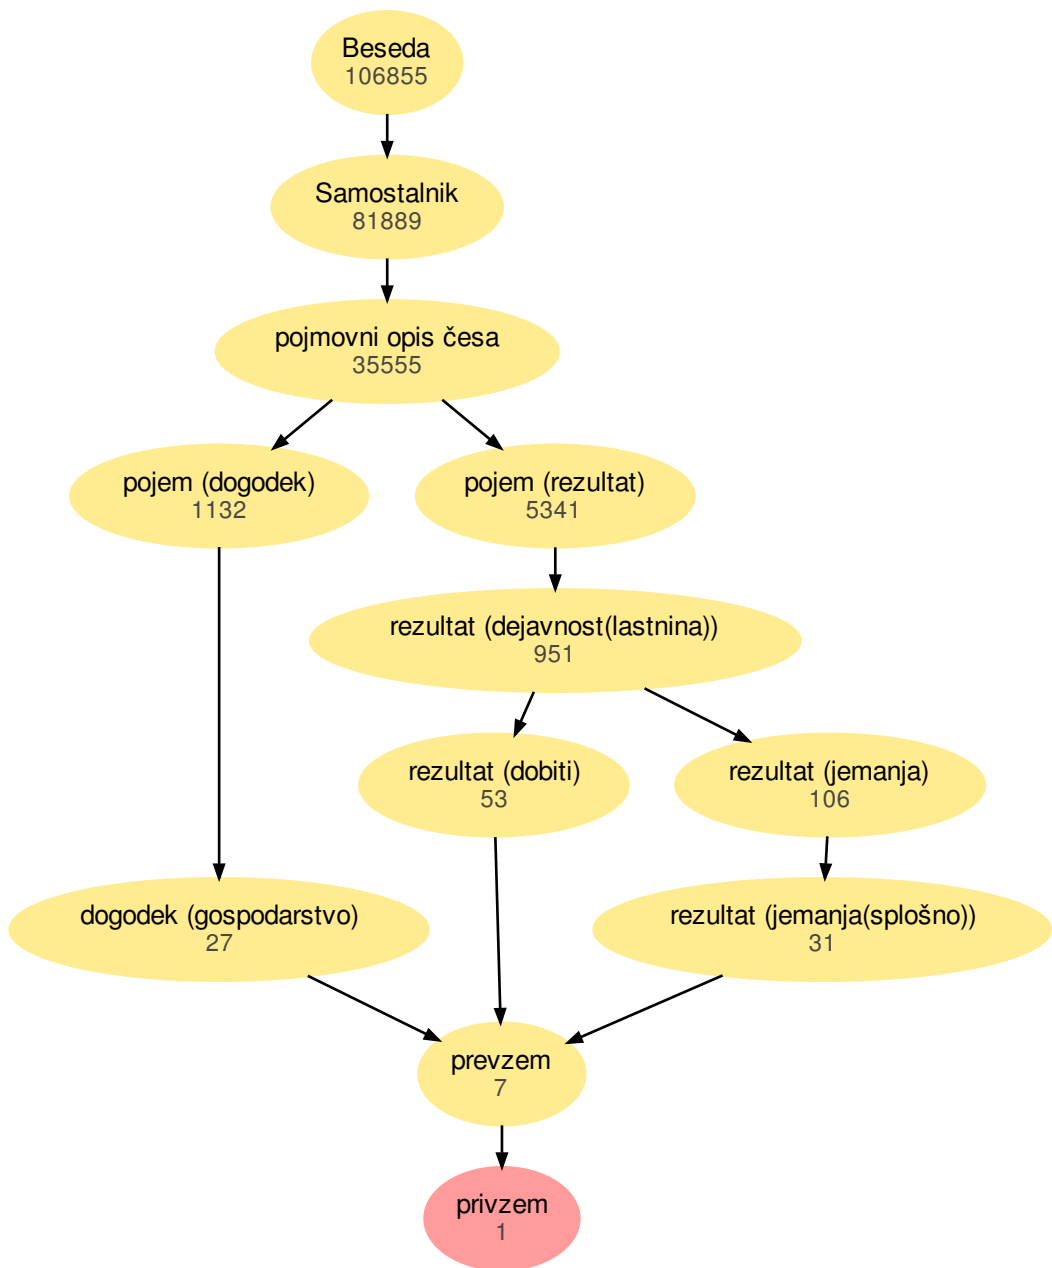 Beseda
106855
Samostalnik
81889
pojmovni opis česa
35555
pojem (dogodek)
1132
pojem (rezultat)
5341
rezultat (dejavnost(lastnina))
951
rezultat (dobiti)
53
rezultat (jemanja)
106
dogodek (gospodarstvo)
27
rezultat (jemanja(splošno))
31
prevzem
7
privzem
1